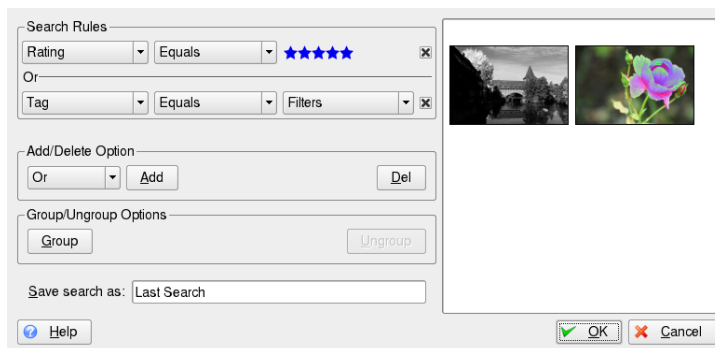 Search Rules
Rating Equals
Or
Tag Equals Filters
Add/Delete Option
Or Add Del
Group/Ungroup Options
Group Ungroup
Save search as: Last Search
Help OK Cancel